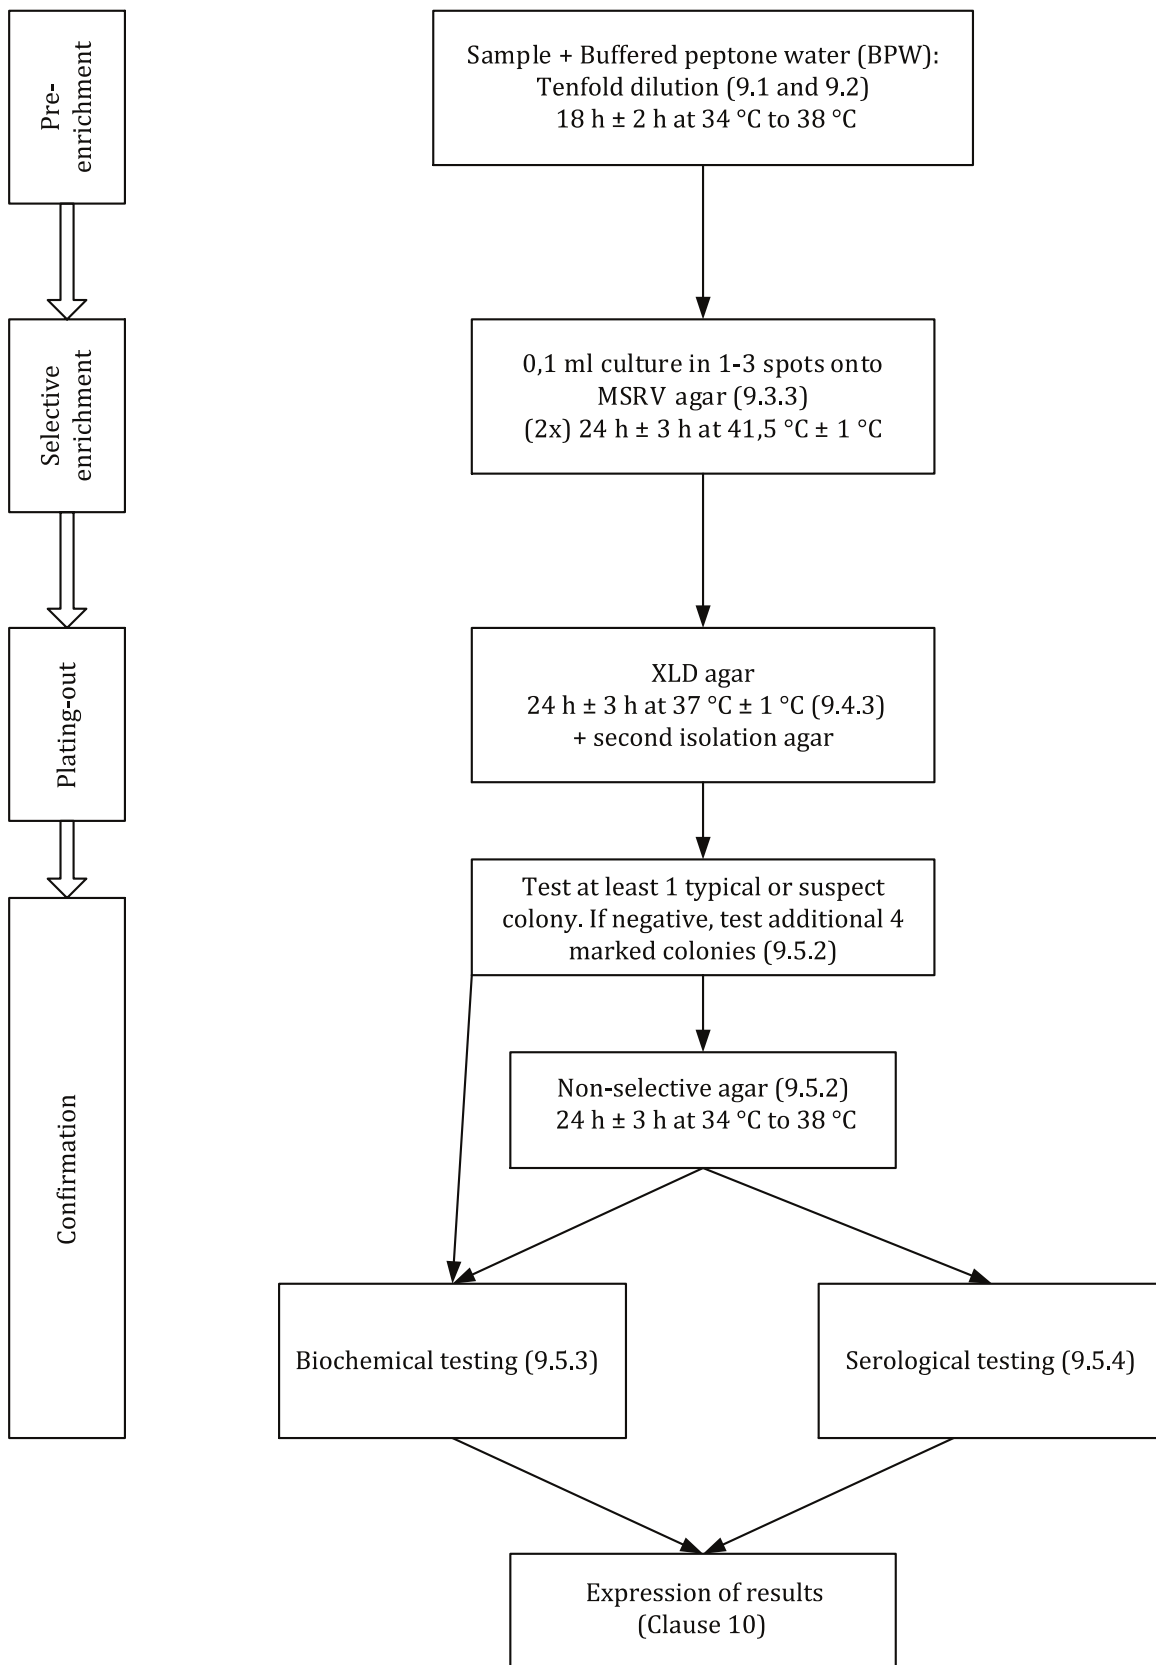 Pre-
enrichment
Sample + Buffered peptone water (BPW):
Tenfold dilution (9.1 and 9.2)
18 h ± 2 h at 34 °C to 38 °C
Selective
enrichment
0,1 ml culture in 1-3 spots onto
MSRV agar (9.3.3)
(2x) 24 h ± 3 h at 41,5 °C ± 1 °C
Plating-out
XLD agar
24 h ± 3 h at 37 °C ± 1 °C (9.4.3)
+ second isolation agar
Confirmation
Test at least 1 typical or suspect
colony. If negative, test additional 4
marked colonies (9.5.2)
Non-selective agar (9.5.2)
24 h ± 3 h at 34 °C to 38 °C
Biochemical testing (9.5.3)
Serological testing (9.5.4)
Expression of results
(Clause 10)